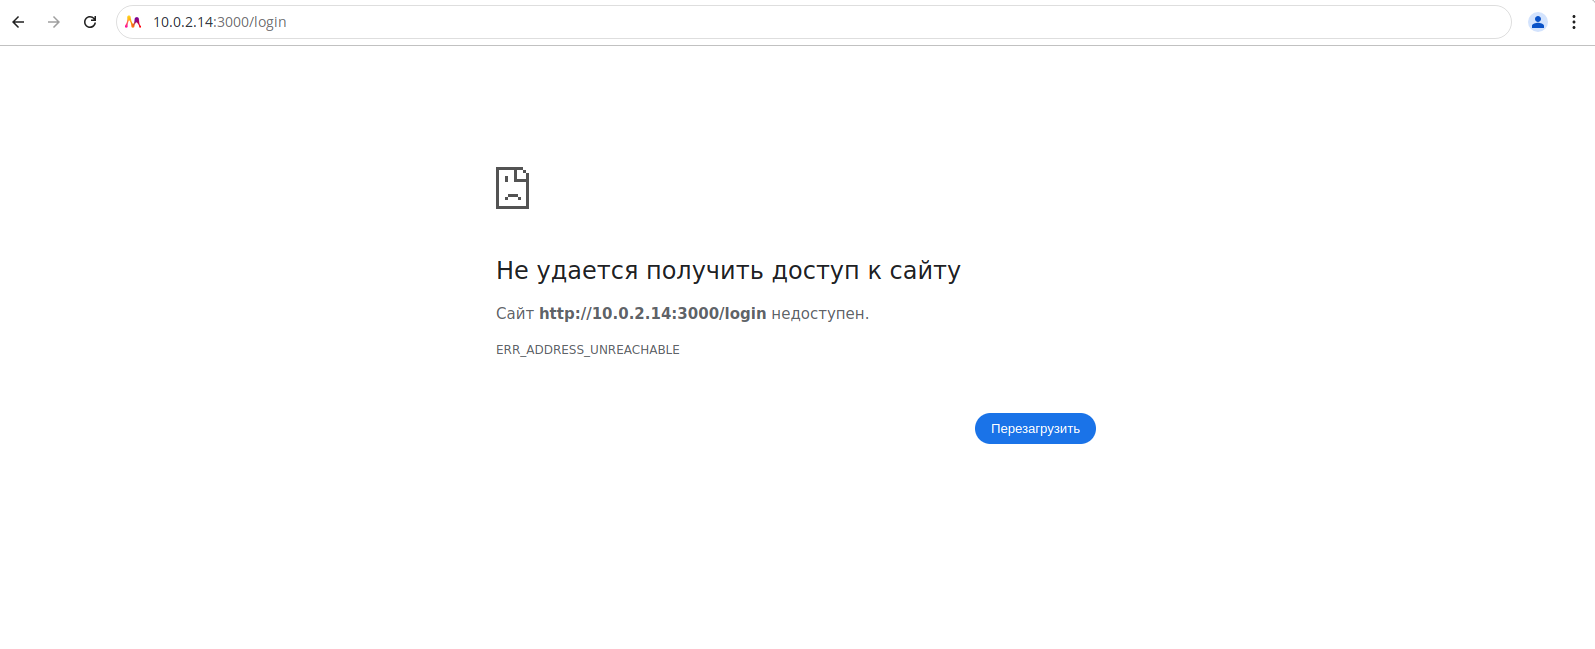 10.0.2.14:3000/login
Не удается получить доступ к сайту
Сайт http://10.0.2.14:3000/login недоступен.
ERR_ADDRESS_UNREACHABLE
Перезагрузить